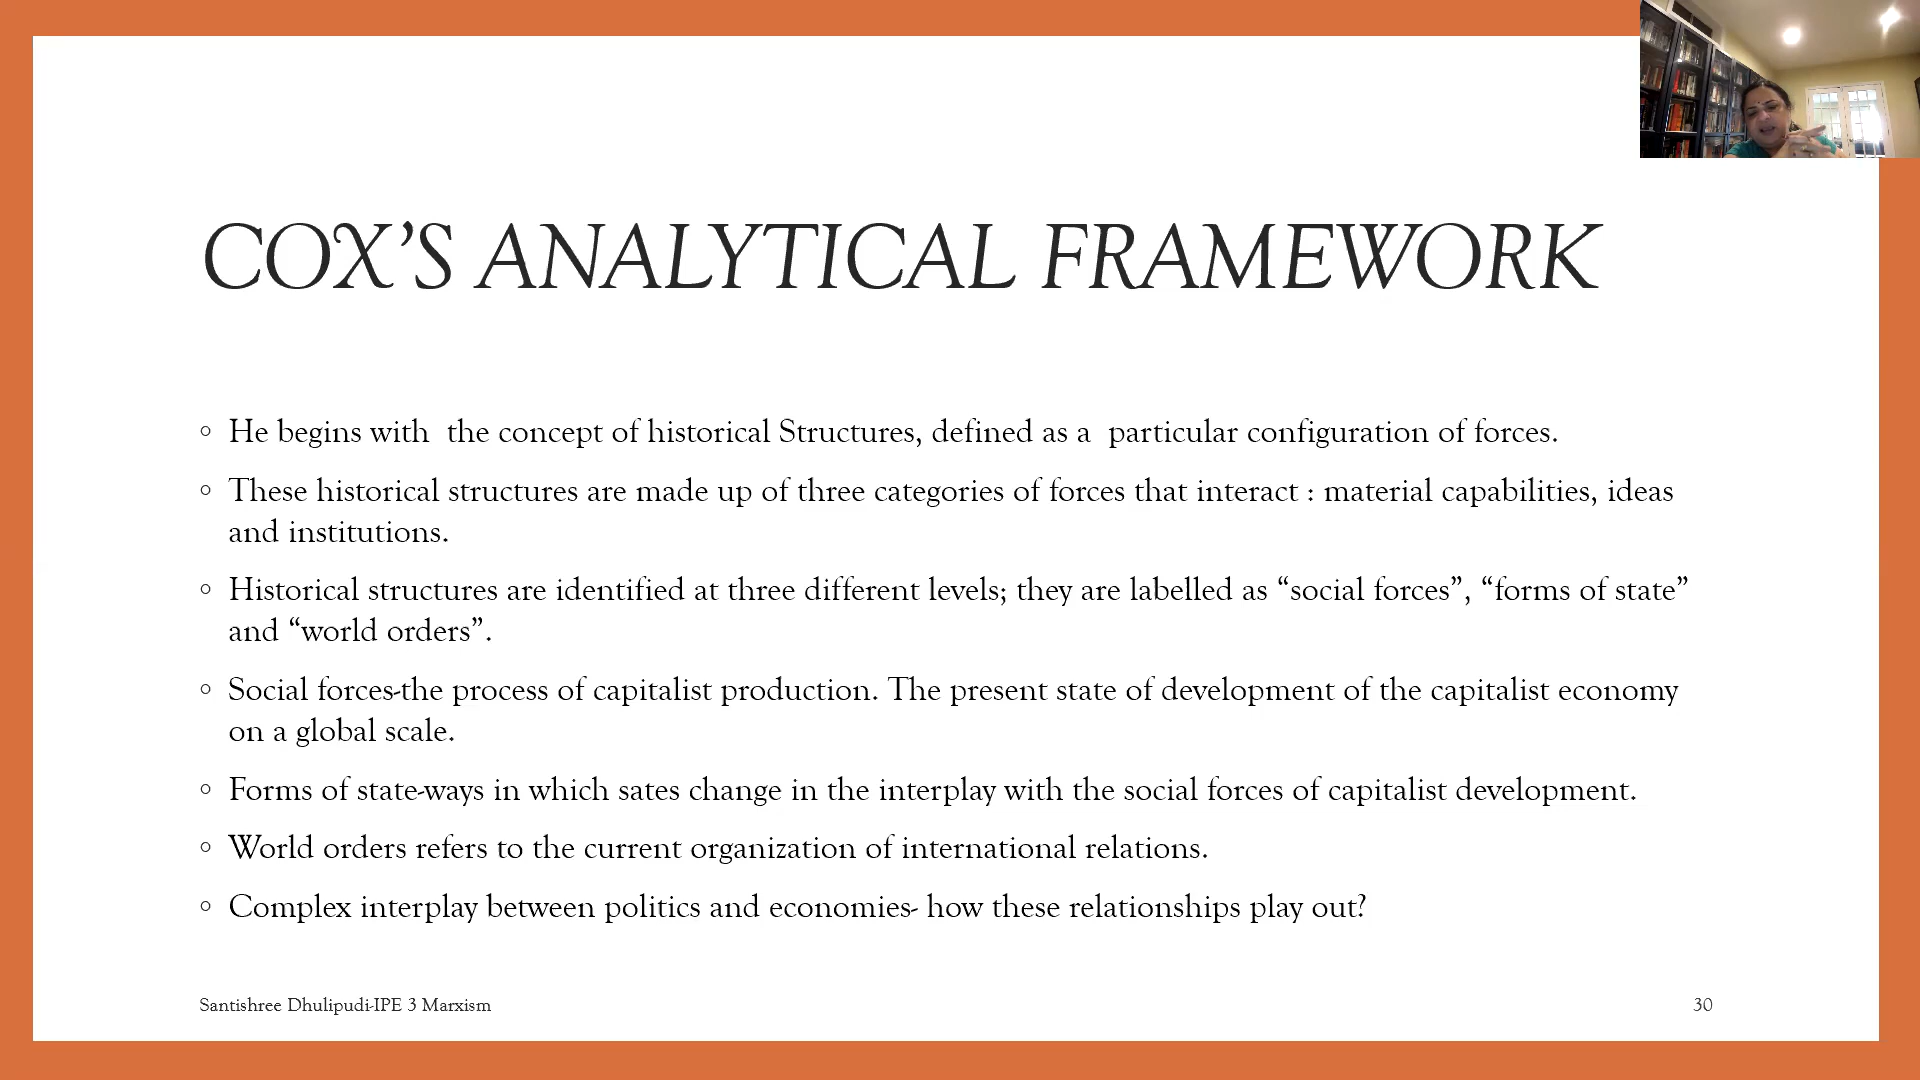 COX’S ANALYTICAL FRAMEWORK
◦ He begins with  the concept of historical Structures, defined as a  particular configuration of forces.
◦ These historical structures are made up of three categories of forces that interact : material capabilities, ideas
and institutions.
◦ Historical structures are identified at three different levels; they are labelled as “social forces”, “forms of state”
and “world orders”.
◦ Social forces-the process of capitalist production. The present state of development of the capitalist economy
on a global scale.
◦ Forms of state-ways in which sates change in the interplay with the social forces of capitalist development.
◦ World orders refers to the current organization of international relations.
◦ Complex interplay between politics and economies- how these relationships play out?
Santishree Dhulipudi-IPE 3 Marxism
30